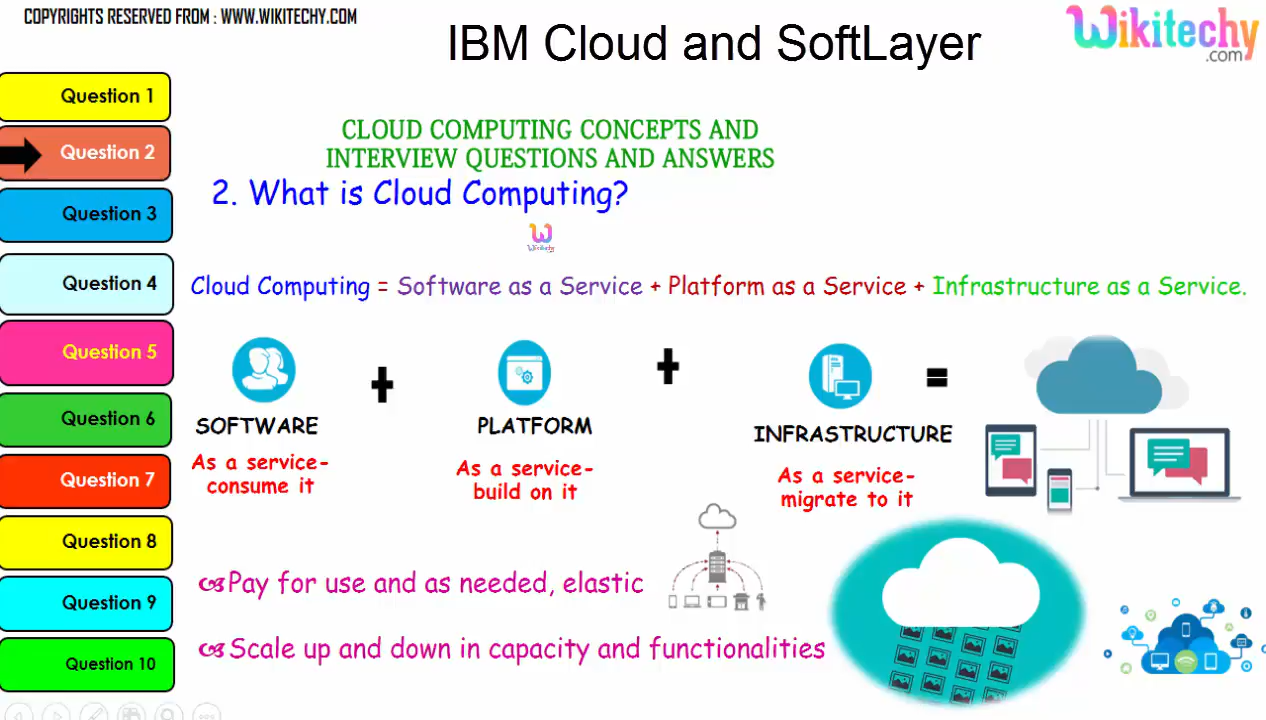 COPYRIGHTS RESERVED FROM : WWW.WIKITECHY.COM
IBM Cloud and SoftLayer
Wikitechy
.com
Question 1
Question 2
Question 3
Question 4
Question 5
Question 6
Question 7
Question 8
Question 9
Question 10
CLOUD COMPUTING CONCEPTS AND
INTERVIEW QUESTIONS AND ANSWERS
2. What is Cloud Computing?
Wikitechy
Cloud Computing = Software as a Service + Platform as a Service + Infrastructure as a Service.
+
+
=
SOFTWARE
As a service-
consume it
PLATFORM
As a service-
build on it
INFRASTRUCTURE
As a service-
migrate to it
Pay for use and as needed, elastic
Scale up and down in capacity and functionalities